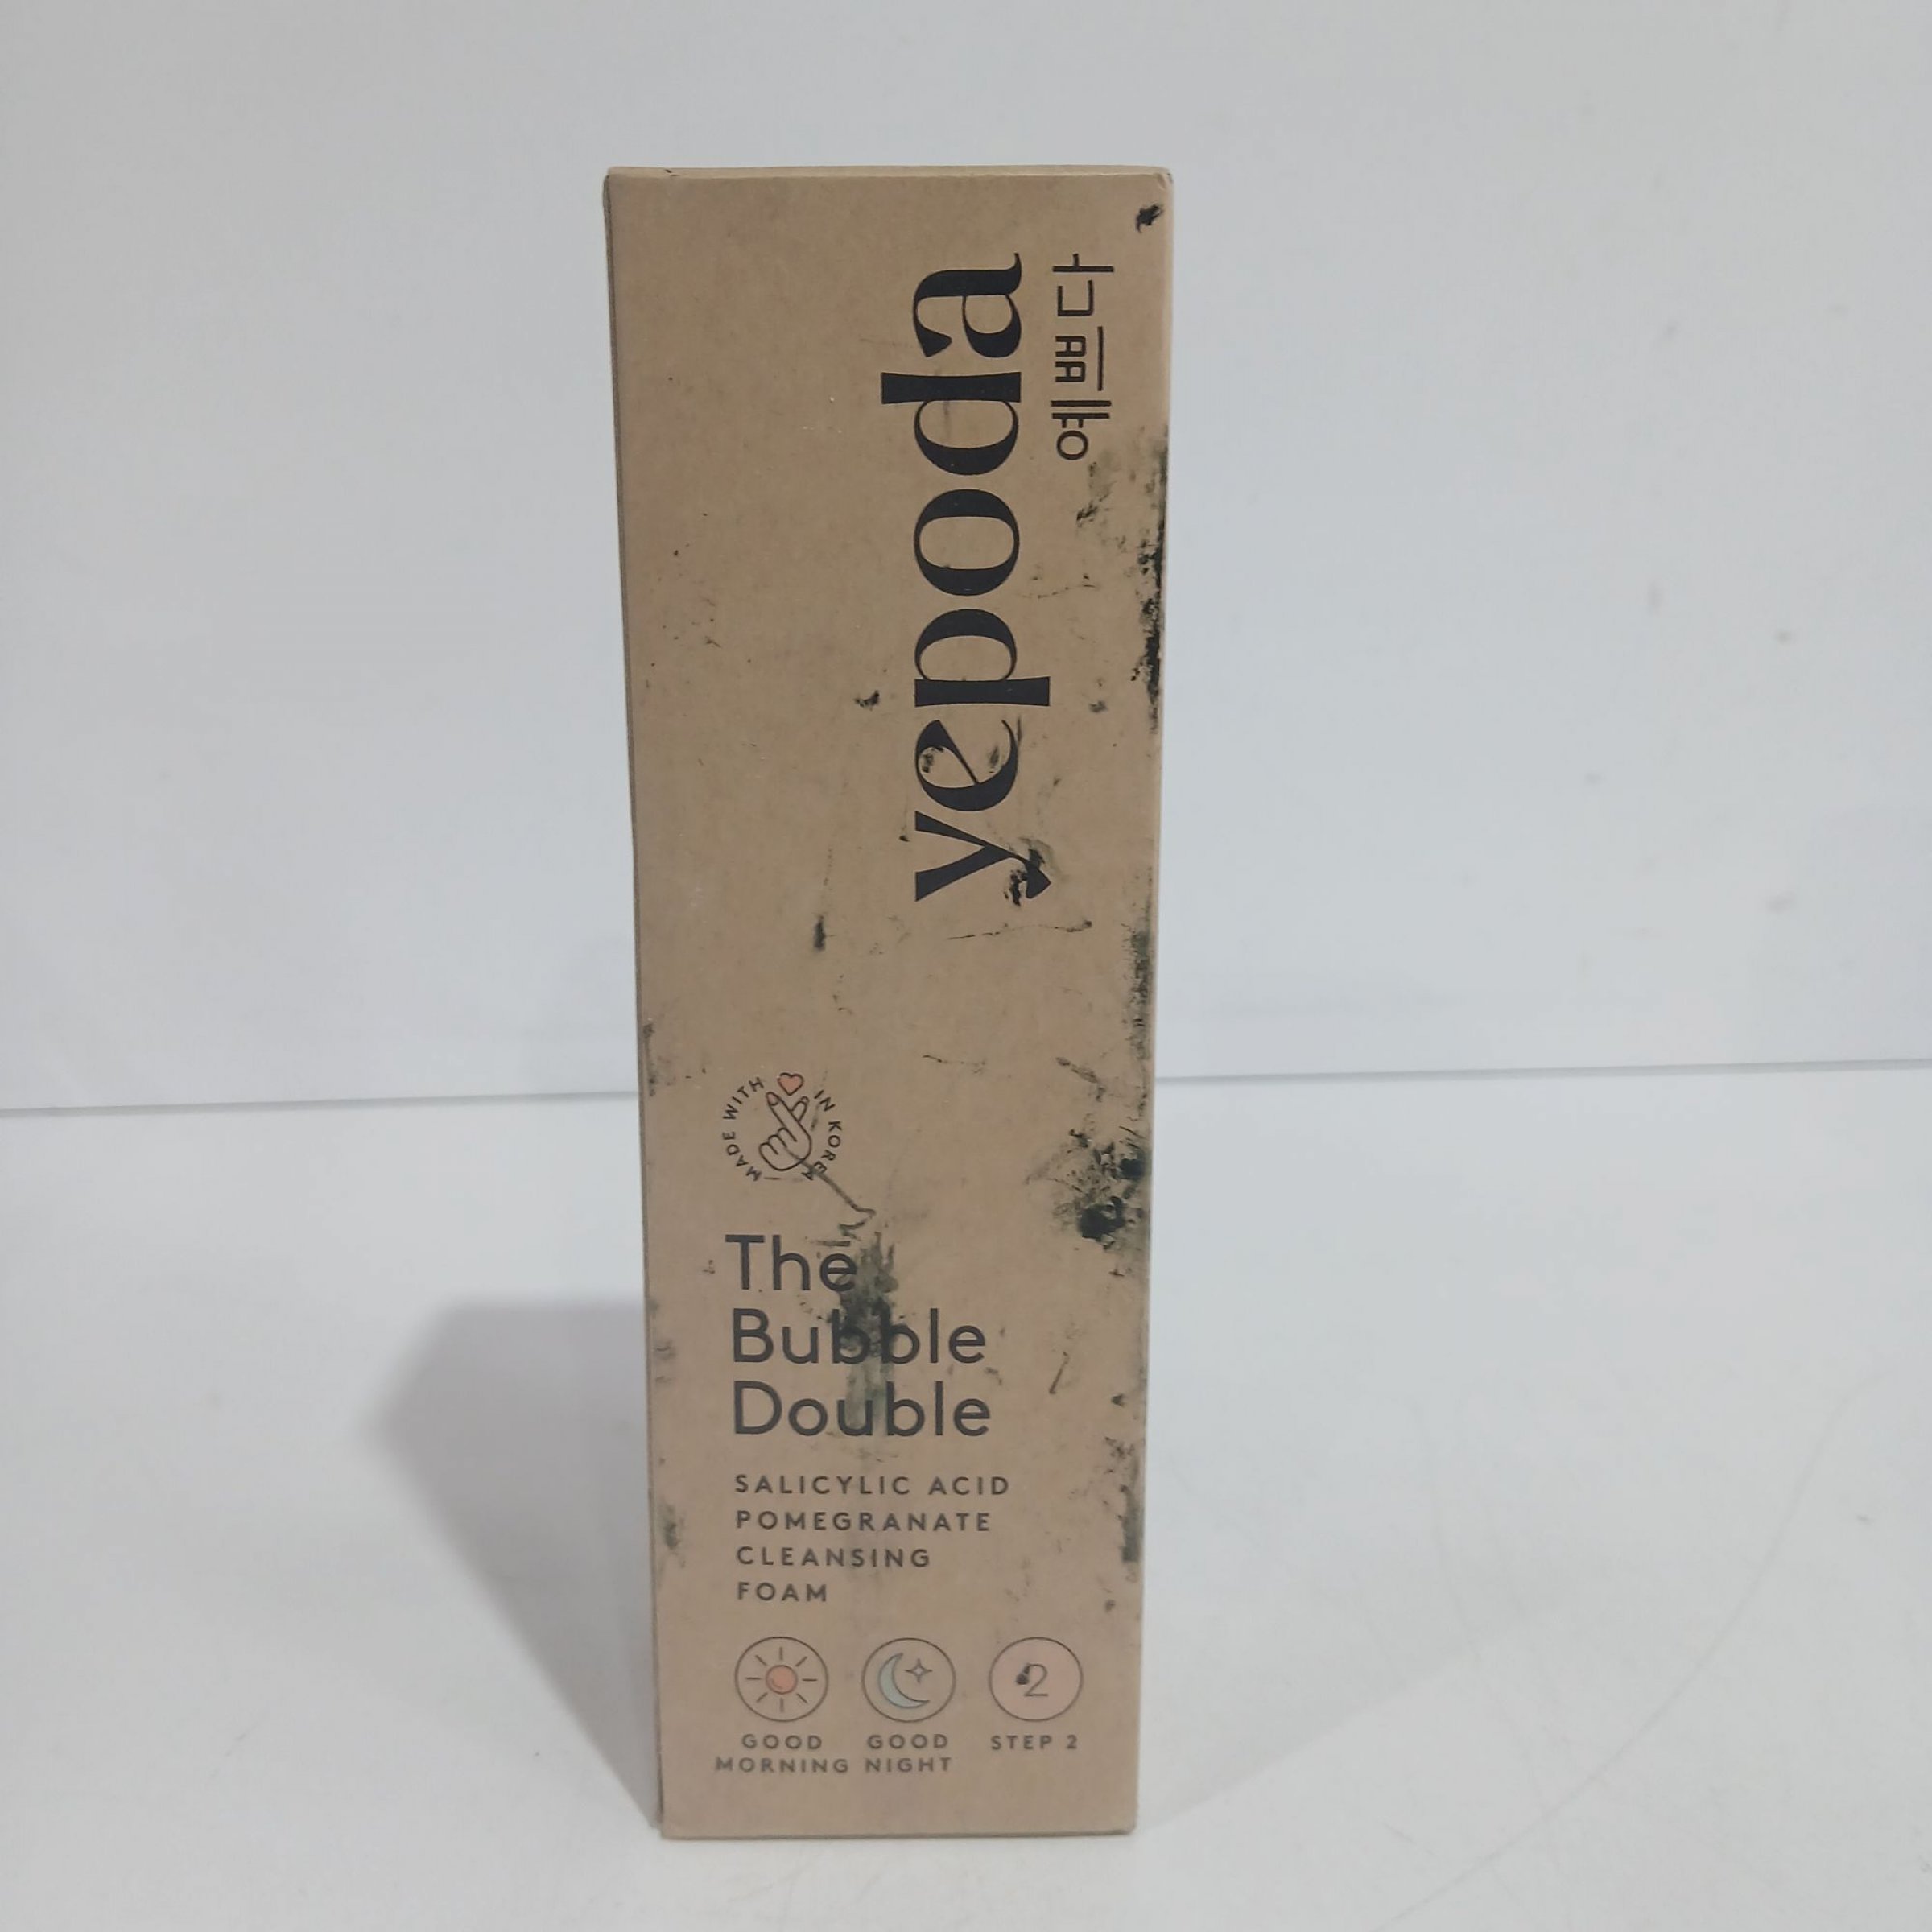 yepoda
예쁘다
MADE WITH IN KOREA
The
Bubble
Double
SALICYLIC ACID
POMEGRANATE
CLEANSING
FOAM
2
GOOD MORNING
GOOD NIGHT
STEP 2